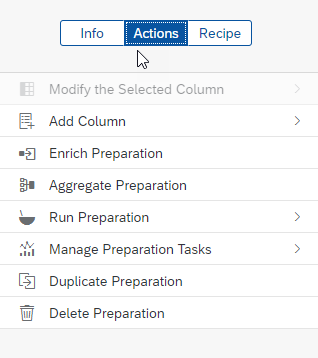 Info Actions Recipe
Modify the Selected Column
Add Column
Enrich Preparation
Aggregate Preparation
Run Preparation
Manage Preparation Tasks
Duplicate Preparation
Delete Preparation